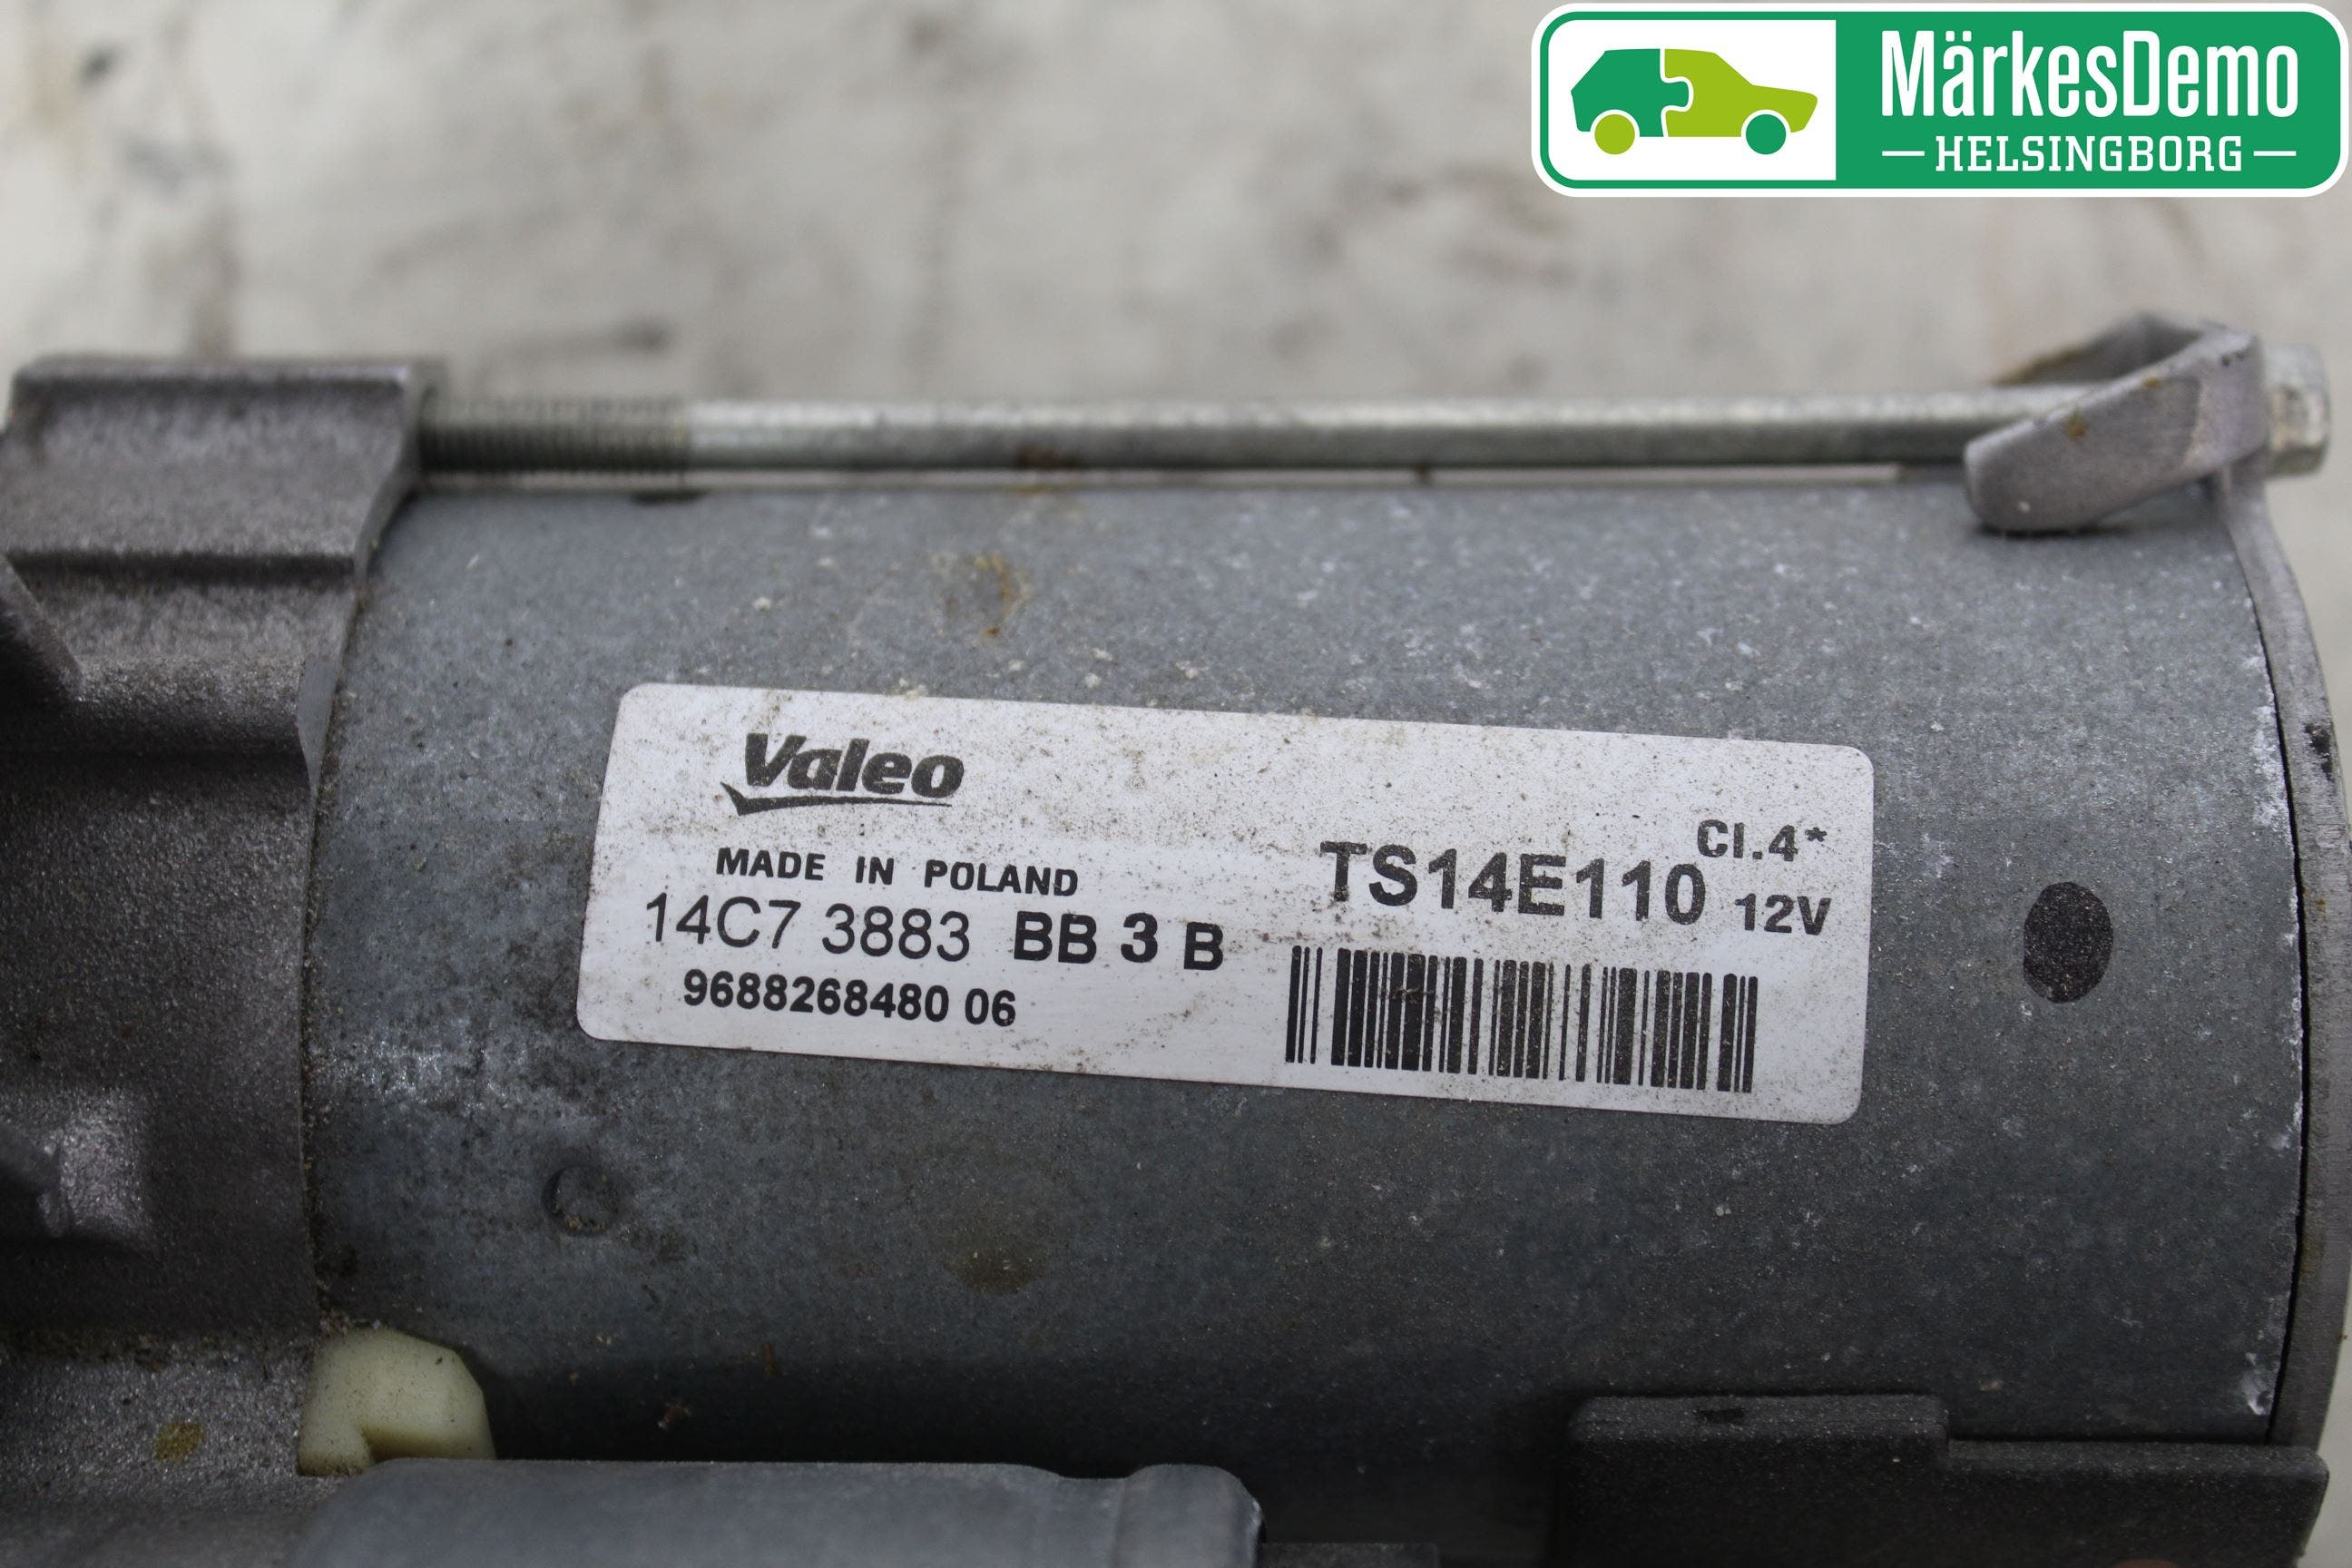 MärkesDemo
HELSINGBORG
Valeo
MADE IN POLAND
14C7 3883 BB 3 B
9688268480 06
Cl.4*
TS14E110 12V